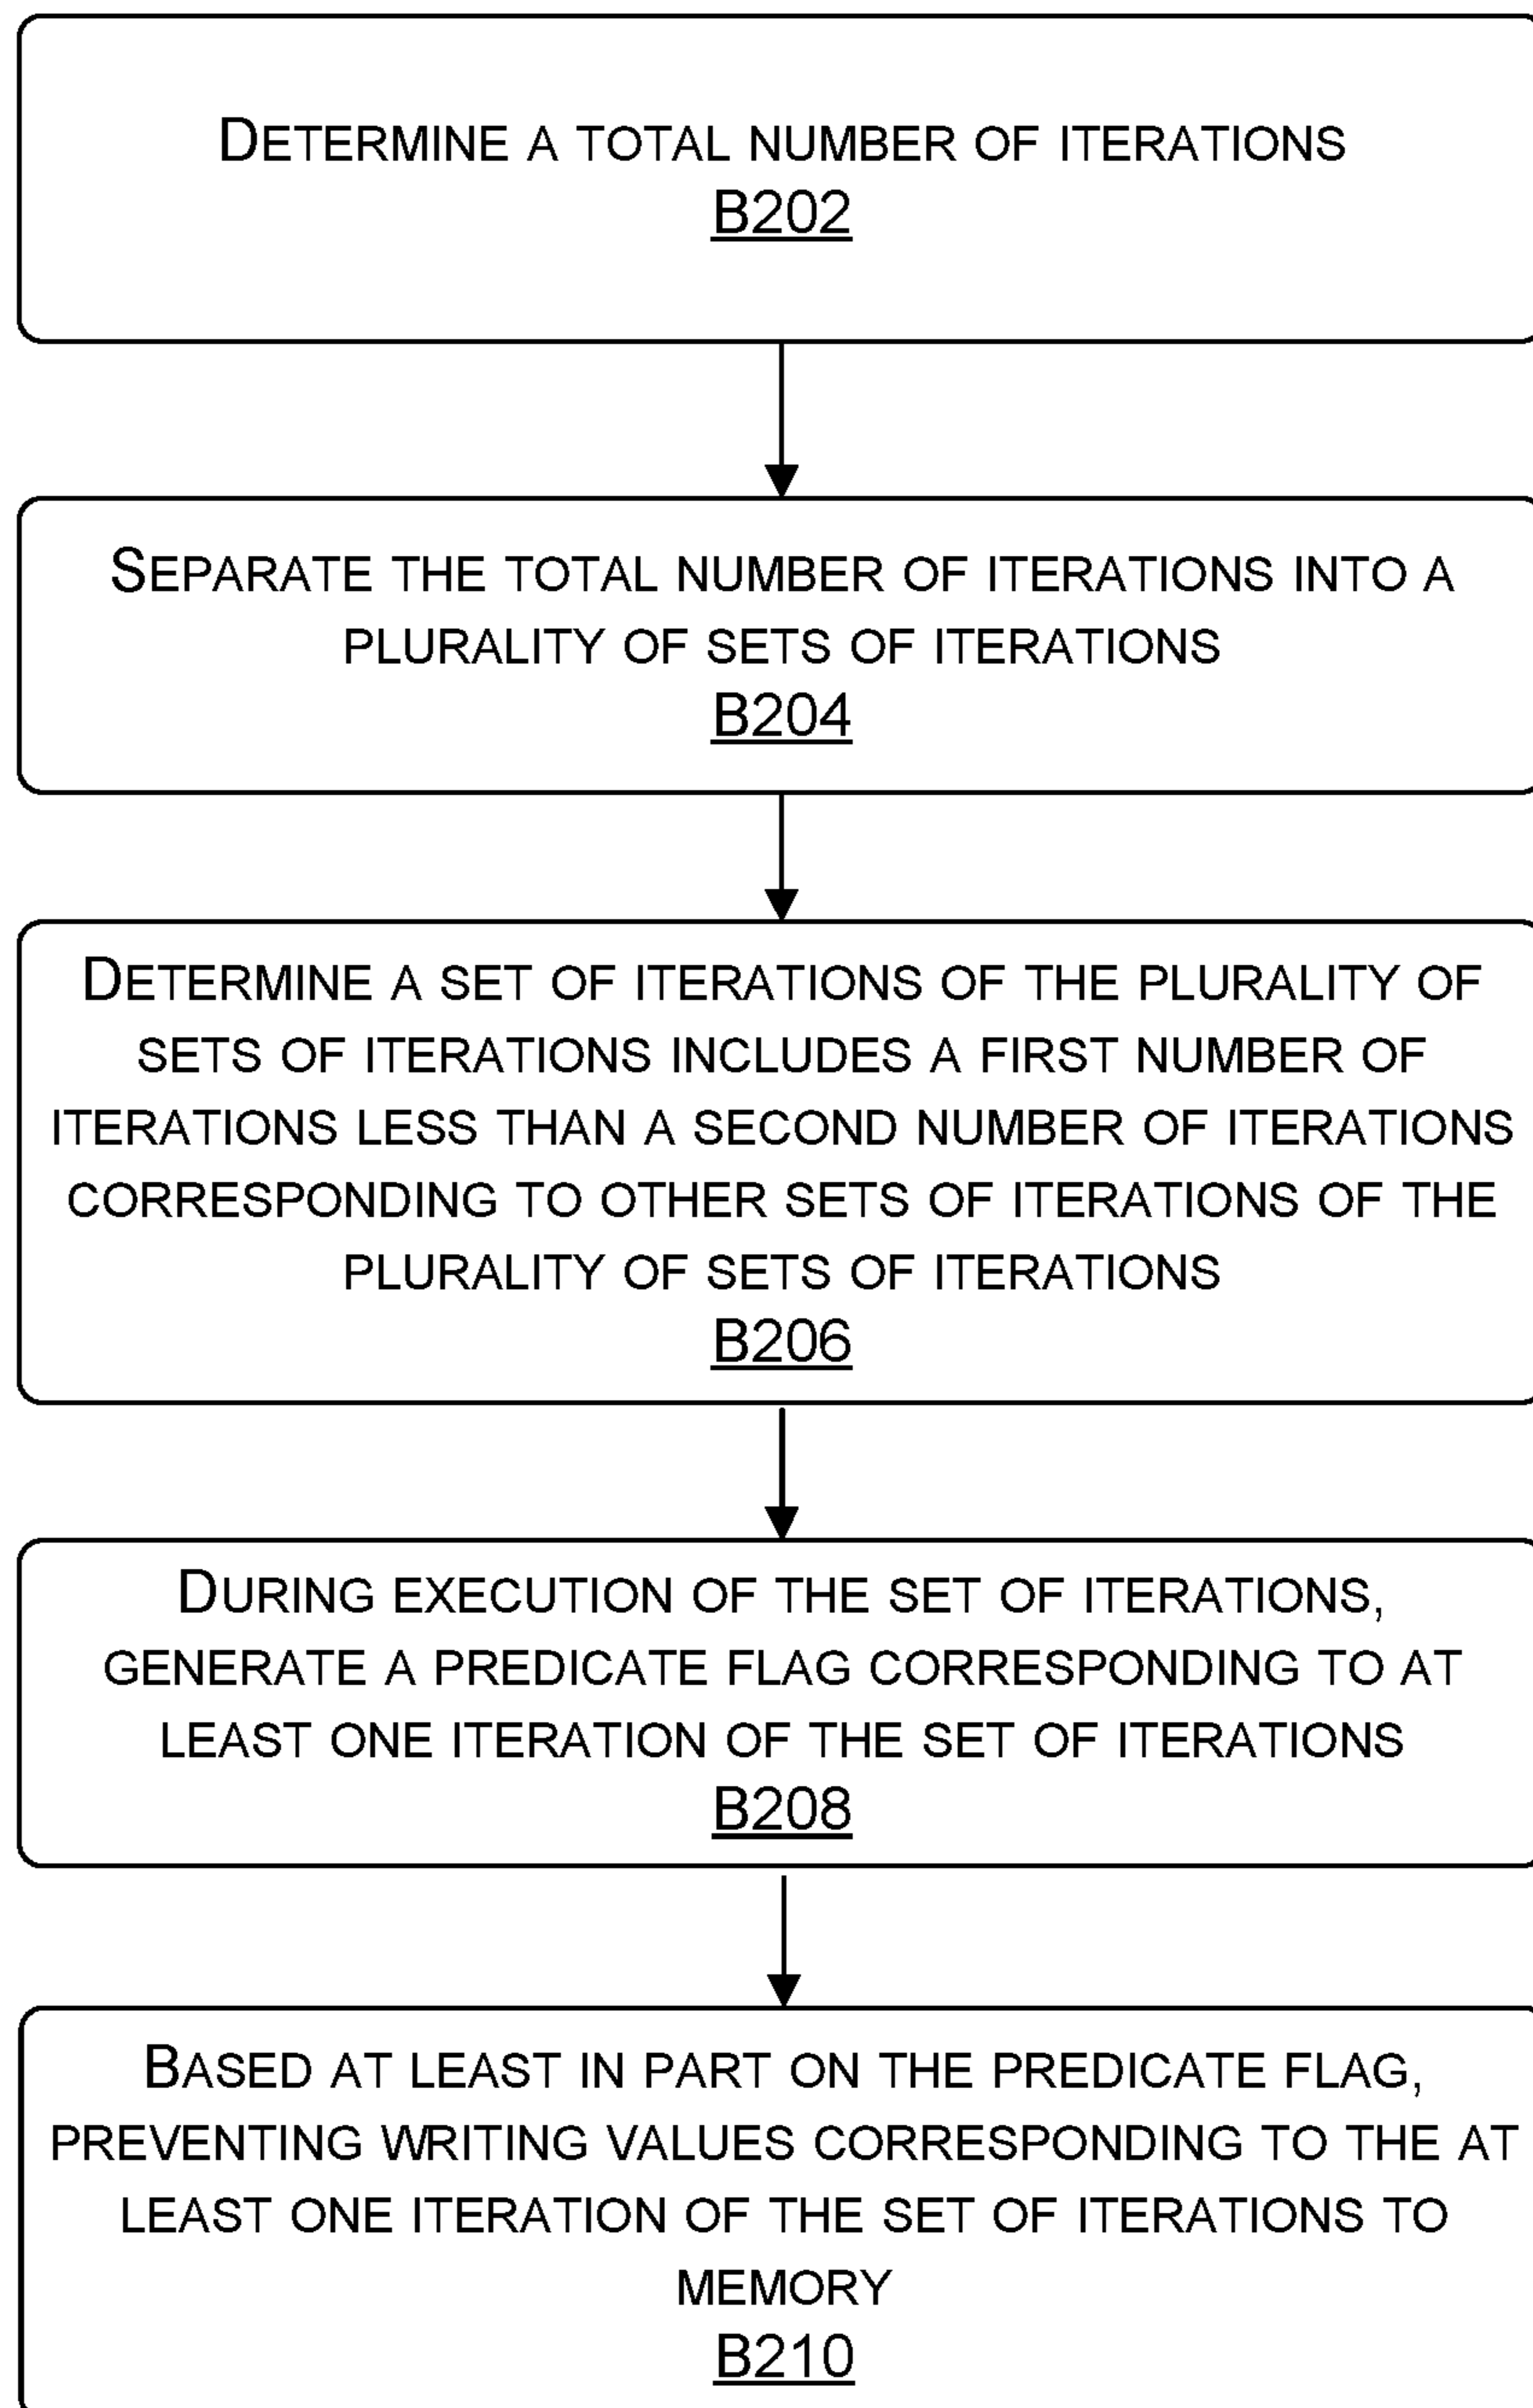 DETERMINE A TOTAL NUMBER OF ITERATIONS
B202
SEPARATE THE TOTAL NUMBER OF ITERATIONS INTO A
PLURALITY OF SETS OF ITERATIONS
B204
DETERMINE A SET OF ITERATIONS OF THE PLURALITY OF
SETS OF ITERATIONS INCLUDES A FIRST NUMBER OF
ITERATIONS LESS THAN A SECOND NUMBER OF ITERATIONS
CORRESPONDING TO OTHER SETS OF ITERATIONS OF THE
PLURALITY OF SETS OF ITERATIONS
B206
DURING EXECUTION OF THE SET OF ITERATIONS,
GENERATE A PREDICATE FLAG CORRESPONDING TO AT
LEAST ONE ITERATION OF THE SET OF ITERATIONS
B208
BASED AT LEAST IN PART ON THE PREDICATE FLAG,
PREVENTING WRITING VALUES CORRESPONDING TO THE AT
LEAST ONE ITERATION OF THE SET OF ITERATIONS TO
MEMORY
B210